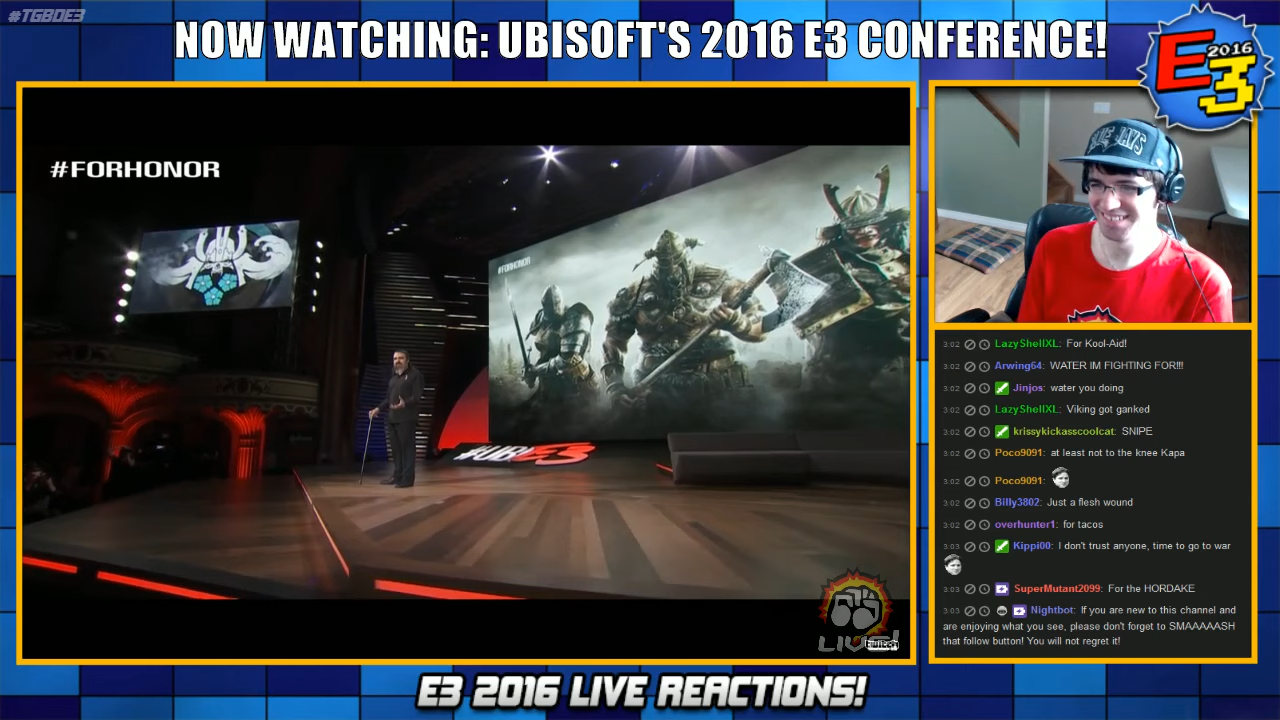 #TGBDE3
NOW WATCHING: UBISOFT'S 2016 E3 CONFERENCE!
E3 2016
#FORHONOR
#FORHONOR
#UBIE3
BLUE JAYS
3:02 LazyShellXL: For Kool-Aid!
3:02 Arwing64: WATER IM FIGHTING FOR!!!
3:02 Jinjos: water you doing
3:02 LazyShellXL: Viking got ganked
3:02 krissykickasscoolcat: SNIPE
3:02 Poco9091: at least not to the knee Kapa
3:02 Poco9091:
3:02 Billy3802: Just a flesh wound
3:02 overhunter1: for tacos
3:03 Kippi00: I don't trust anyone, time to go to war
3:03 SuperMutant2099: For the HORDAKE
3:03 Nightbot: If you are new to this channel and
are enjoying what you see, please don't forget to SMAAAAASH
that follow button! You will not regret it!
LIVE!
twitch
E3 2016 LIVE REACTIONS!